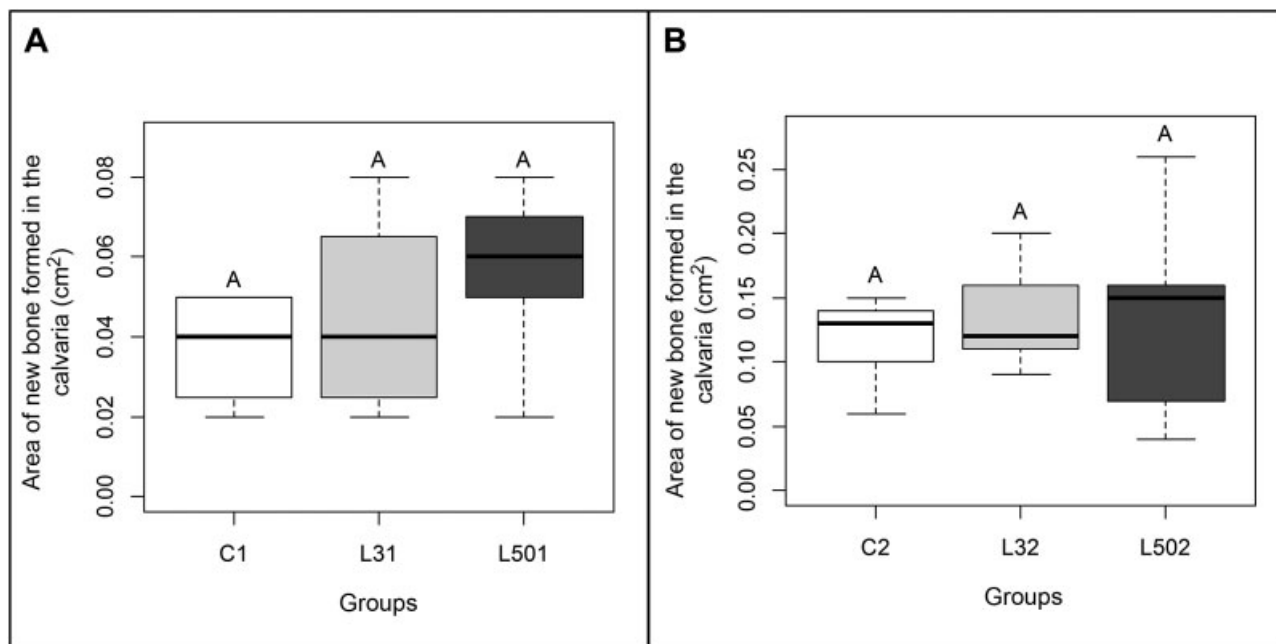 A
Area of new bone formed in the
calvaria (cm²)
0.08
0.06
0.04
0.02
0.00
A
A
A
C1
L31
L501
Groups
B
Area of new bone formed in the
calvaria (cm²)
0.25
0.20
0.15
0.10
0.05
0.00
A
A
A
C2
L32
L502
Groups